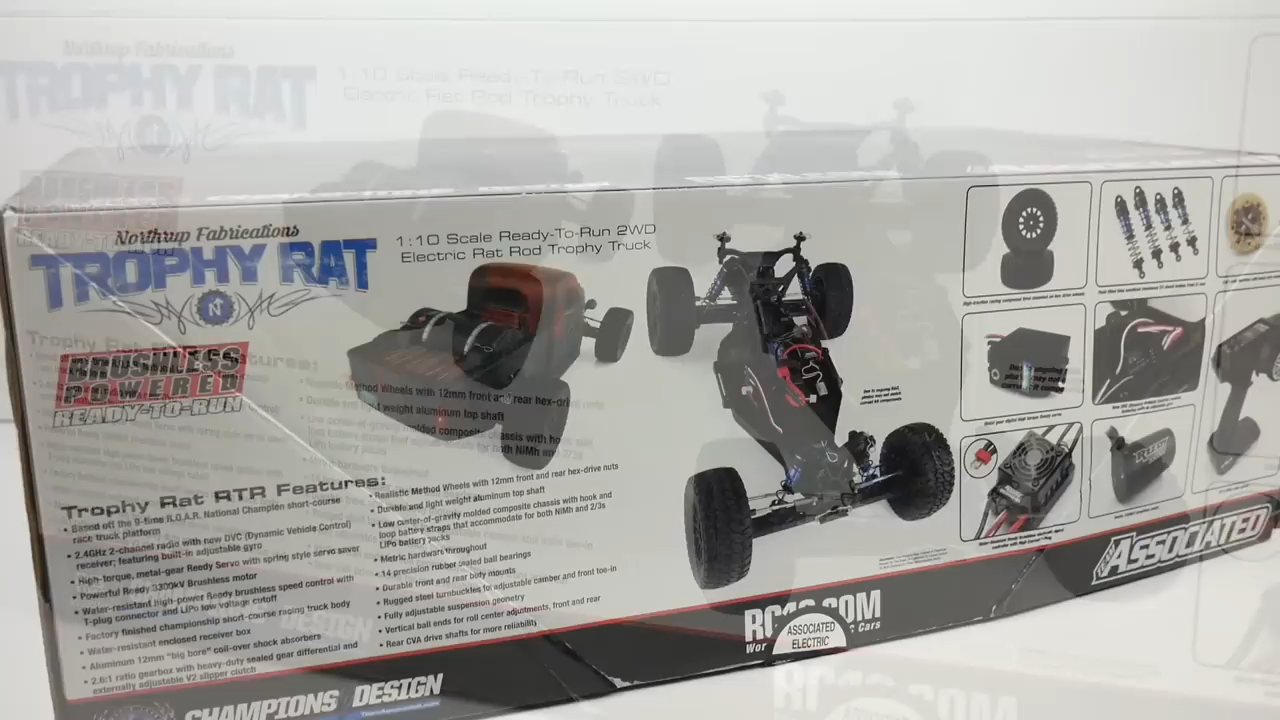 Northrup Fabrications
TROPHY RAT
1:10 Scale Ready-To-Run 2WD
Electric Rat Rod Trophy Truck
BRUSHLESS
POWERED
READY-TO-RUN
Trophy Rat RTR Features:
• Based off the 9-time R.O.A.R. National Champion short-course
race truck platform
• 2.4GHz 2-channel radio with new DVC (Dynamic Vehicle Control)
receiver; featuring built-in adjustable gyro
• High-torque, metal-gear Reedy Servo with spring style servo saver
• Powerful Reedy 3300kV Brushless motor
• Water-resistant high-power Reedy brushless speed control with
T-plug connector and LiPo low voltage cutoff
• Factory finished championship short-course racing truck body
• Water-resistant enclosed receiver box
• Aluminum 12mm "big bore" coil-over shock absorbers
• 2.6:1 ratio gearbox with heavy-duty sealed gear differential and
externally adjustable V2 slipper clutch
• Realistic Method Wheels with 12mm front and rear hex-drive nuts
• Durable and light weight aluminum top shaft
• Low center-of-gravity molded composite chassis with hook and
loop battery straps that accommodate for both NiMh and 2/3s
LiPo battery packs
• Metric hardware throughout
• 14 precision rubber sealed ball bearings
• Durable front and rear body mounts
• Rugged steel turnbuckles for adjustable camber and front toe-in
• Fully adjustable suspension geometry
• Vertical ball ends for roll center adjustments, front and rear
• Rear CVA drive shafts for more reliability
ASSOCIATED
ASSOCIATED
ELECTRIC
Cars
CHAMPIONS DESIGN